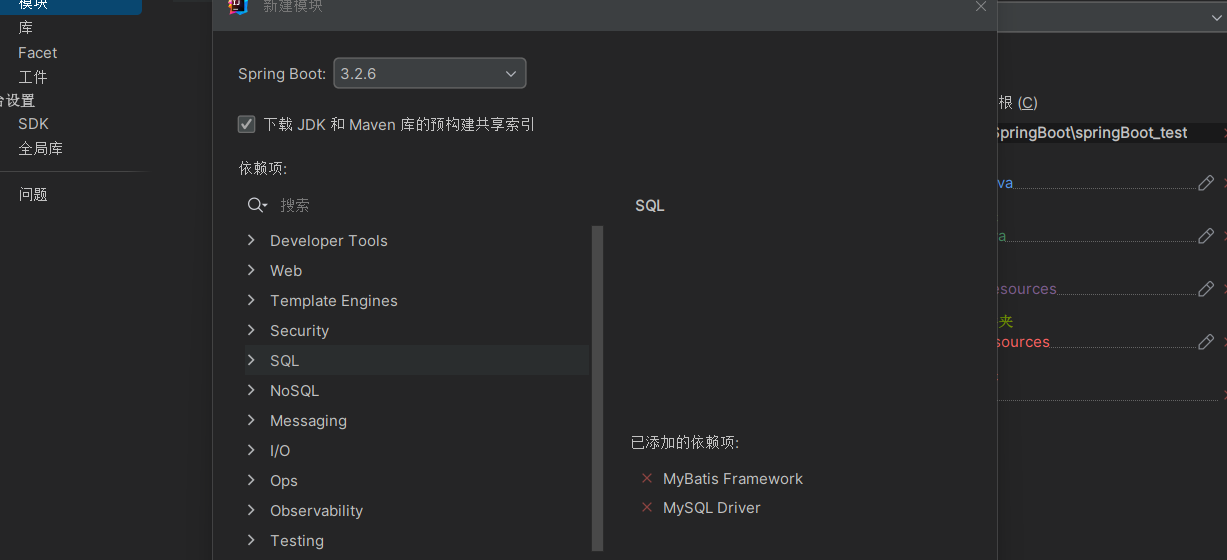 模块
库
Facet
工件
台设置
SDK
全局库
问题
新建模块
Spring Boot: 3.2.6
下载 JDK 和 Maven 库的预构建共享索引
依赖项:
搜索
Developer Tools
Web
Template Engines
Security
SQL
NoSQL
Messaging
I/O
Ops
Observability
Testing
SQL
已添加的依赖项:
MyBatis Framework
MySQL Driver
根 (C)
SpringBoot\springBoot_test
va
a
esources
夹
sources